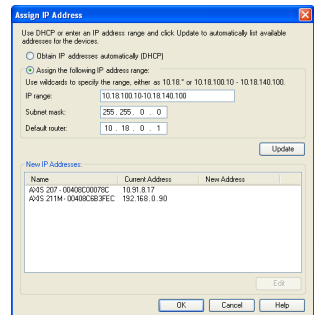 Assign IP Address
Use DHCP or enter an IP address range and click Update to automatically list available
addresses for the devices.
Obtain IP addresses automatically (DHCP)
Assign the following IP address range:
Use wildcards to specify the range, either as 10.18.* or 10.18.100.10 - 10.18.140.100.
IP range: 10.18.100.10-10.18.140.100
Subnet mask: 255 . 255 . 0 . 0
Default router: 10 . 18 . 0 . 1
Update
New IP Addresses:
Name Current Address New Address
AXIS 207 - 00408C00078C 10.91.8.17
AXIS 211M - 00408C6B3FEC 192.168.0.90
Edit
OK Cancel Help